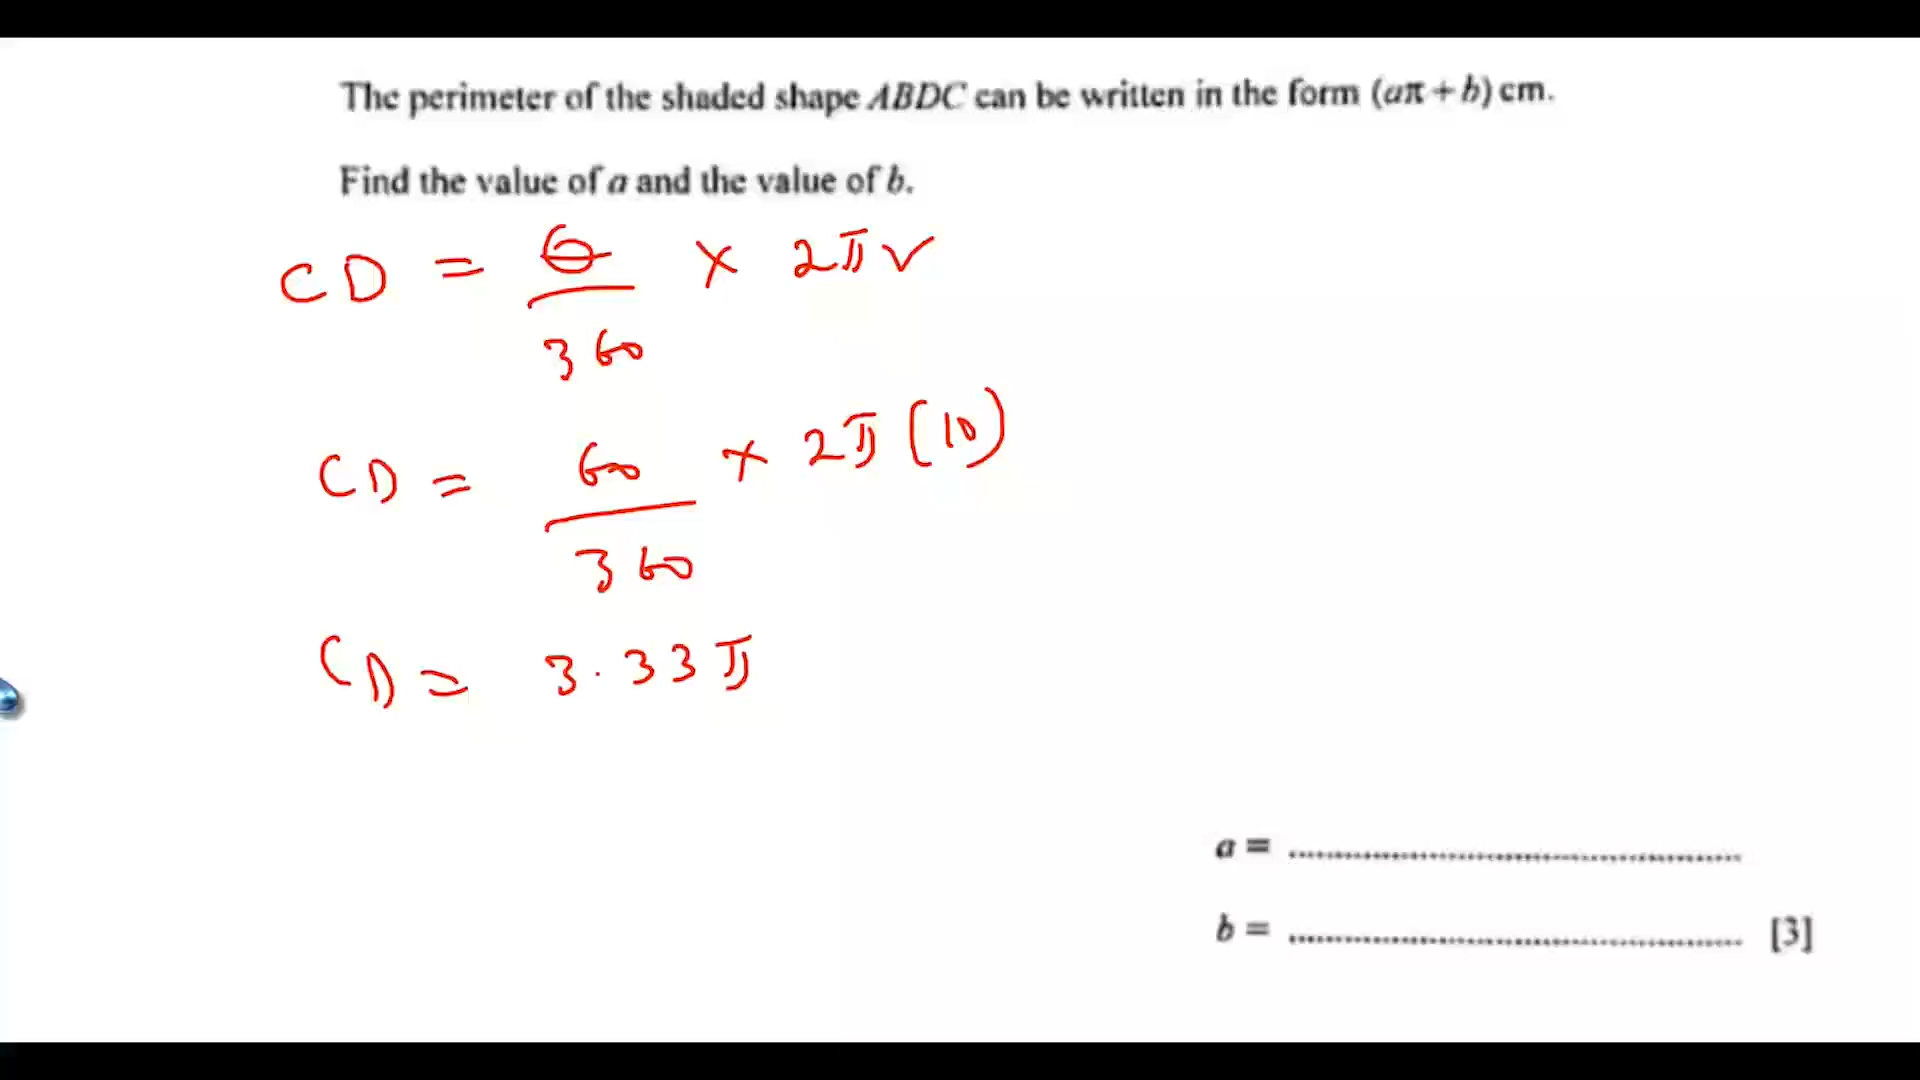 The perimeter of the shaded shape ABDC can be written in the form (aπ + b) cm.
Find the value of a and the value of b.
CD = θ/360 × 2πr
CD = 60/360 × 2π(10)
CD = 3.33π
a = ........................................
b = ........................................ [3]